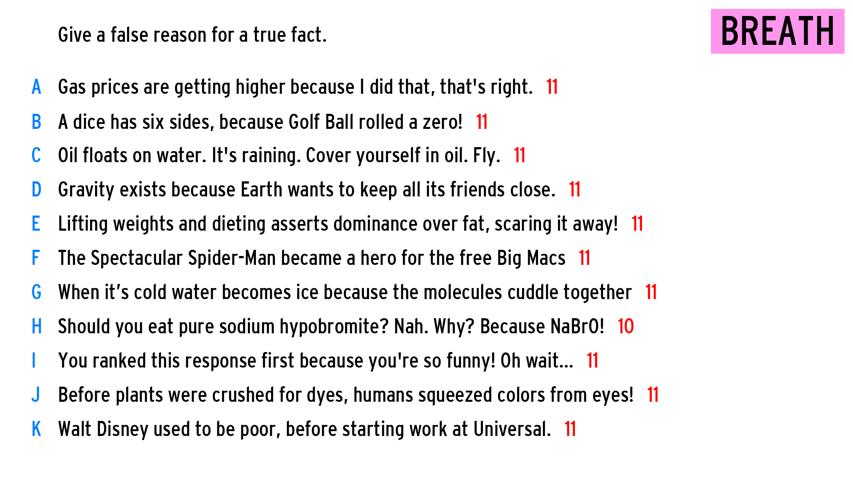 Give a false reason for a true fact.
BREATH
A Gas prices are getting higher because I did that, that's right. 11
B A dice has six sides, because Golf Ball rolled a zero! 11
C Oil floats on water. It's raining. Cover yourself in oil. Fly. 11
D Gravity exists because Earth wants to keep all its friends close. 11
E Lifting weights and dieting asserts dominance over fat, scaring it away! 11
F The Spectacular Spider-Man became a hero for the free Big Macs 11
G When it’s cold water becomes ice because the molecules cuddle together 11
H Should you eat pure sodium hypobromite? Nah. Why? Because NaBrO! 10
I You ranked this response first because you're so funny! Oh wait... 11
J Before plants were crushed for dyes, humans squeezed colors from eyes! 11
K Walt Disney used to be poor, before starting work at Universal. 11